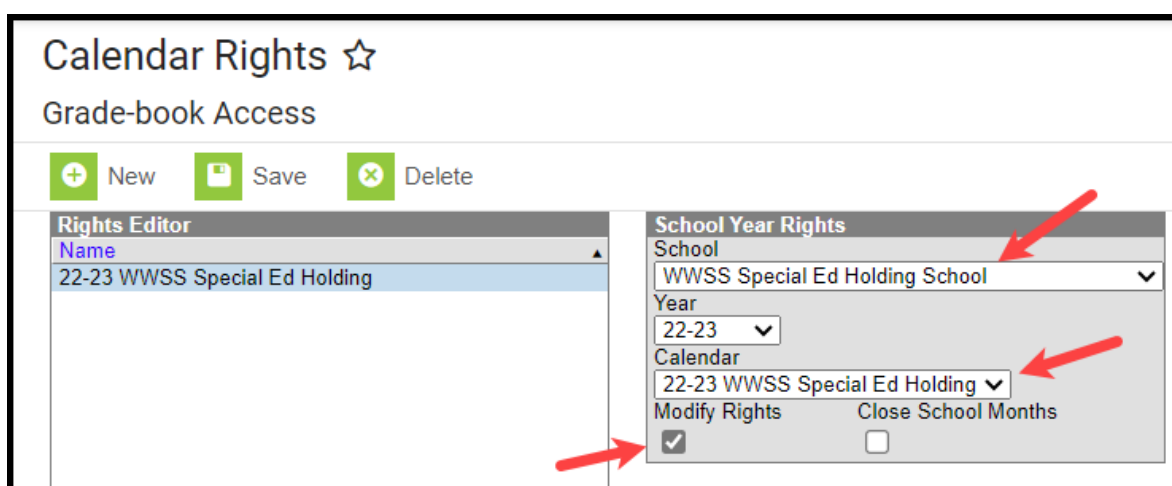 Calendar Rights
Grade-book Access
New Save Delete
Rights Editor
Name
22-23 WWSS Special Ed Holding
School Year Rights
School
WWSS Special Ed Holding School
Year
22-23
Calendar
22-23 WWSS Special Ed Holding
Modify Rights Close School Months